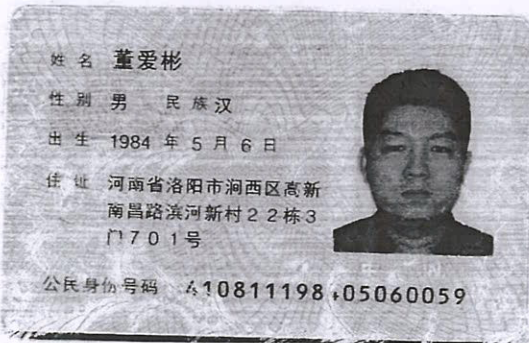 姓名 董爱彬
性别 男 民族 汉
出生 1984 年 5 月 6 日
住址 河南省洛阳市涧西区高新
南昌路滨河新村22栋3
门701号
公民身份号码